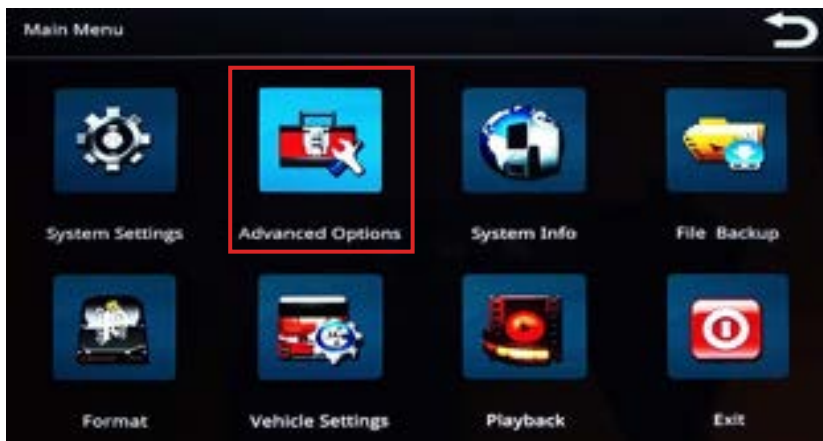 Main Menu
System Settings
Advanced Options
System Info
File Backup
Format
Vehicle Settings
Playback
Exit